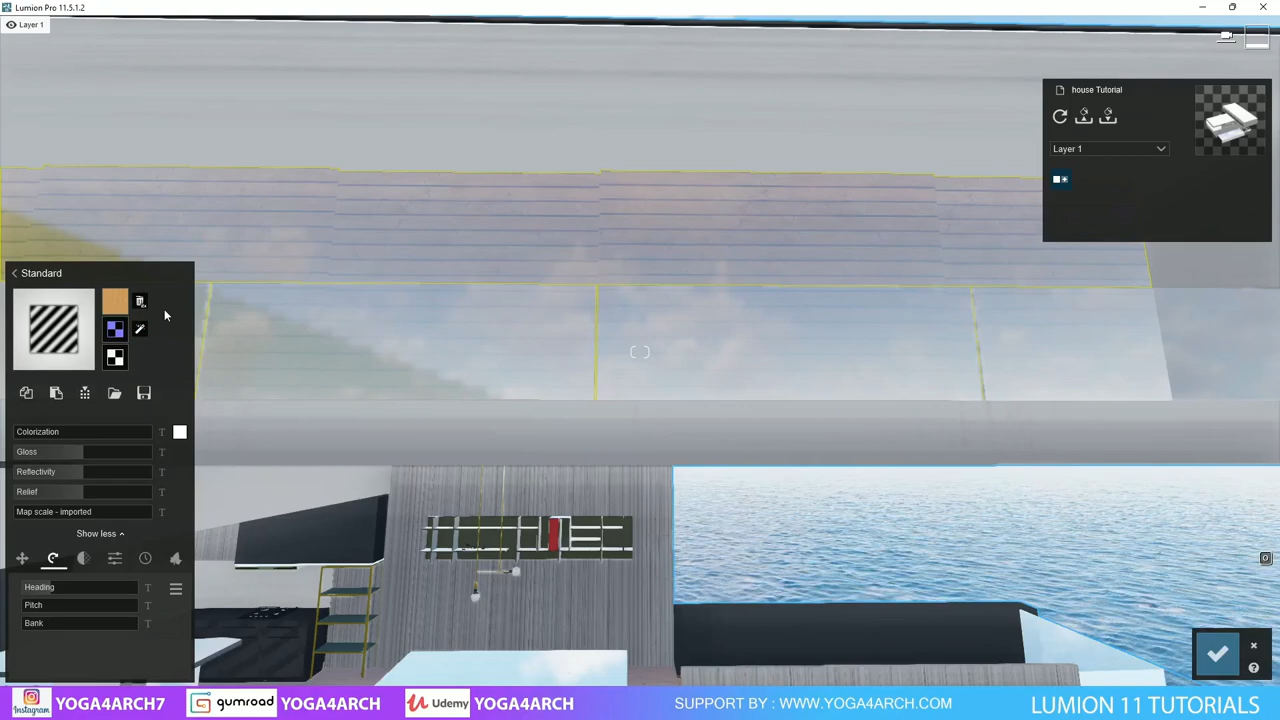 Lumion Pro 11.5.1.2
Layer 1
house Tutorial
Layer 1
Standard
Colorization T
Gloss T
Reflectivity T
Relief T
Map scale - imported T
Show less
Heading T
Pitch T
Bank T
Instagram YOGA4ARCH7 gumroad YOGA4ARCH Udemy YOGA4ARCH SUPPORT BY : WWW.YOGA4ARCH.COM LUMION 11 TUTORIALS